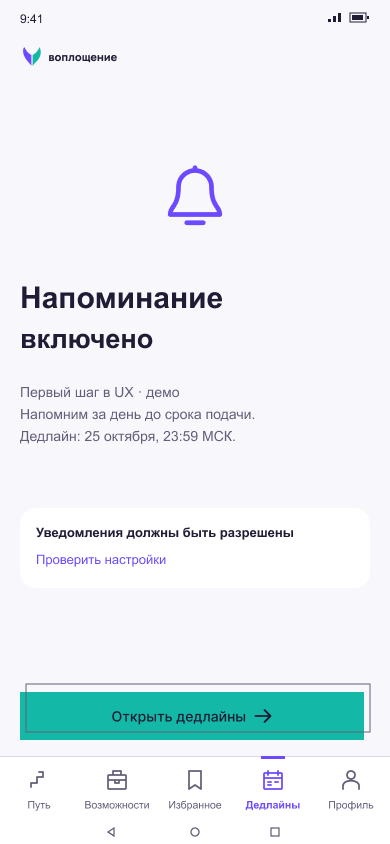 9:41
воплощение
Напоминание
включено
Первый шаг в UX · демо
Напомним за день до срока подачи.
Дедлайн: 25 октября, 23:59 МСК.
Уведомления должны быть разрешены
Проверить настройки
Открыть дедлайны
Путь
Возможности
Избранное
Дедлайны
Профиль